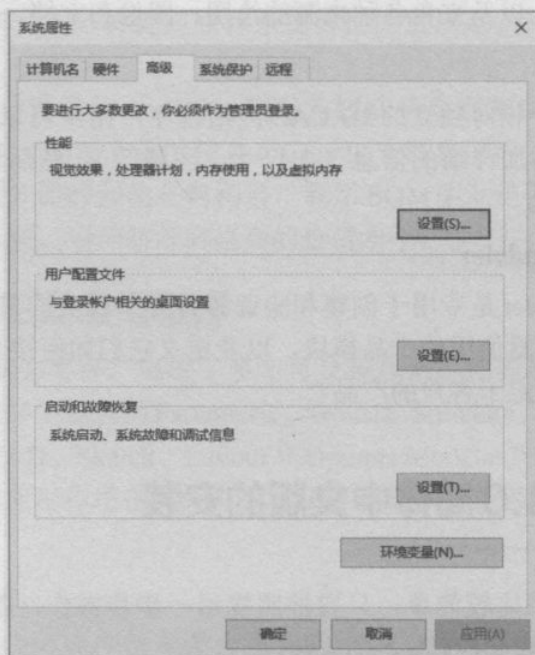 系统属性
计算机名 硬件 高级 系统保护 远程
要进行大多数更改，你必须作为管理员登录。
性能
视觉效果，处理器计划，内存使用，以及虚拟内存
设置(S)...
用户配置文件
与登录帐户相关的桌面设置
设置(E)...
启动和故障恢复
系统启动、系统故障和调试信息
设置(T)...
环境变量(N)...
确定 取消 应用(A)